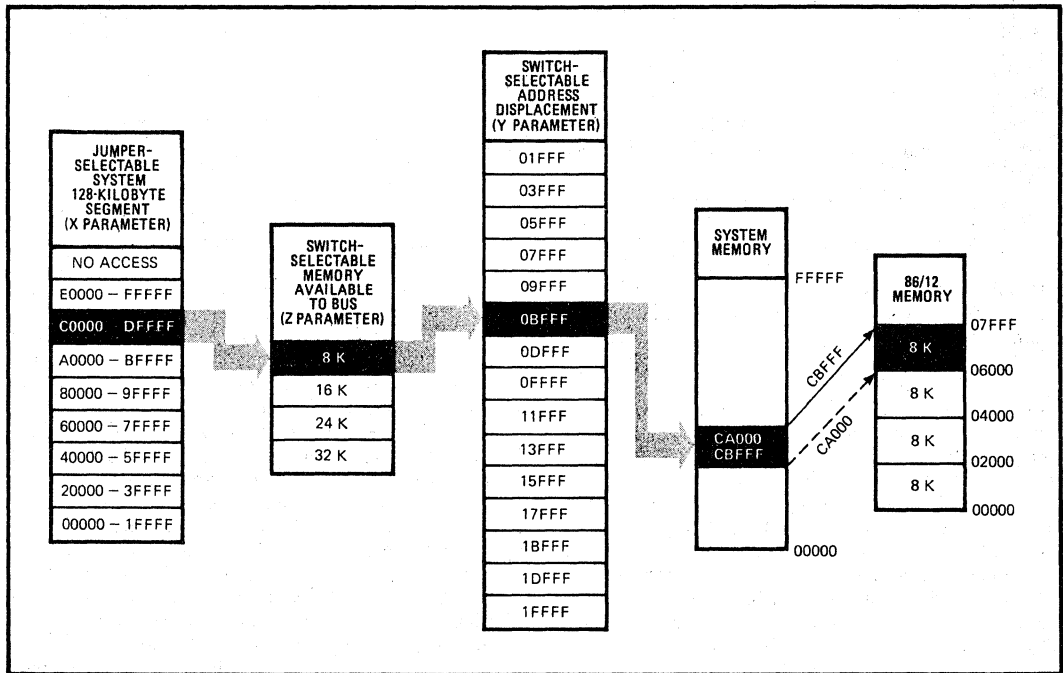 JUMPER-
SELECTABLE
SYSTEM
128-KILOBYTE
SEGMENT
(X PARAMETER)
NO ACCESS
E0000 – FFFFF
C0000 DFFFF
A0000 – BFFFF
80000 – 9FFFF
60000 – 7FFFF
40000 – 5FFFF
20000 – 3FFFF
00000 – 1FFFF
SWITCH-
SELECTABLE
MEMORY
AVAILABLE
TO BUS
(Z PARAMETER)
8 K
16 K
24 K
32 K
SWITCH-
SELECTABLE
ADDRESS
DISPLACEMENT
(Y PARAMETER)
01FFF
03FFF
05FFF
07FFF
09FFF
0BFFF
0DFFF
0FFFF
11FFF
13FFF
15FFF
17FFF
1BFFF
1DFFF
1FFFF
SYSTEM
MEMORY
FFFFF
CA000
CBFFF
00000
CBFFF
CA000
86/12
MEMORY
07FFF
8 K
06000
8 K
04000
8 K
02000
8 K
00000